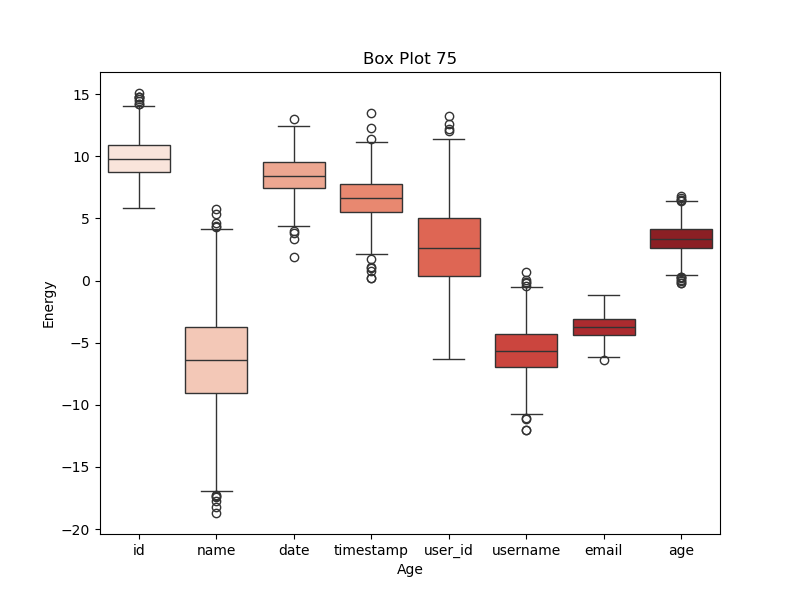 Box Plot 75
Energy
15
10
5
0
−5
−10
−15
−20
id name date timestamp user_id username email age
Age